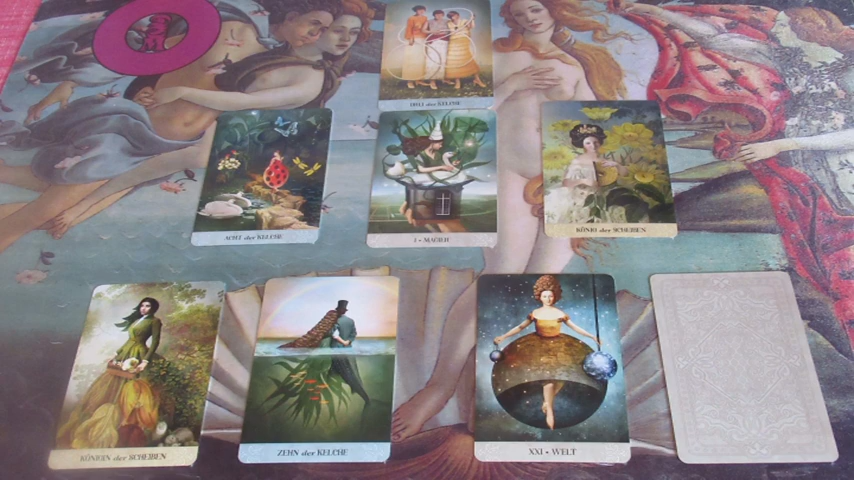 DREI der KELCHE
ACHT der KELCHE
I • MAGIER
KÖNIG der SCHEIBEN
KÖNIGIN der SCHEIBEN
ZEHN der KELCHE
XXI • WELT